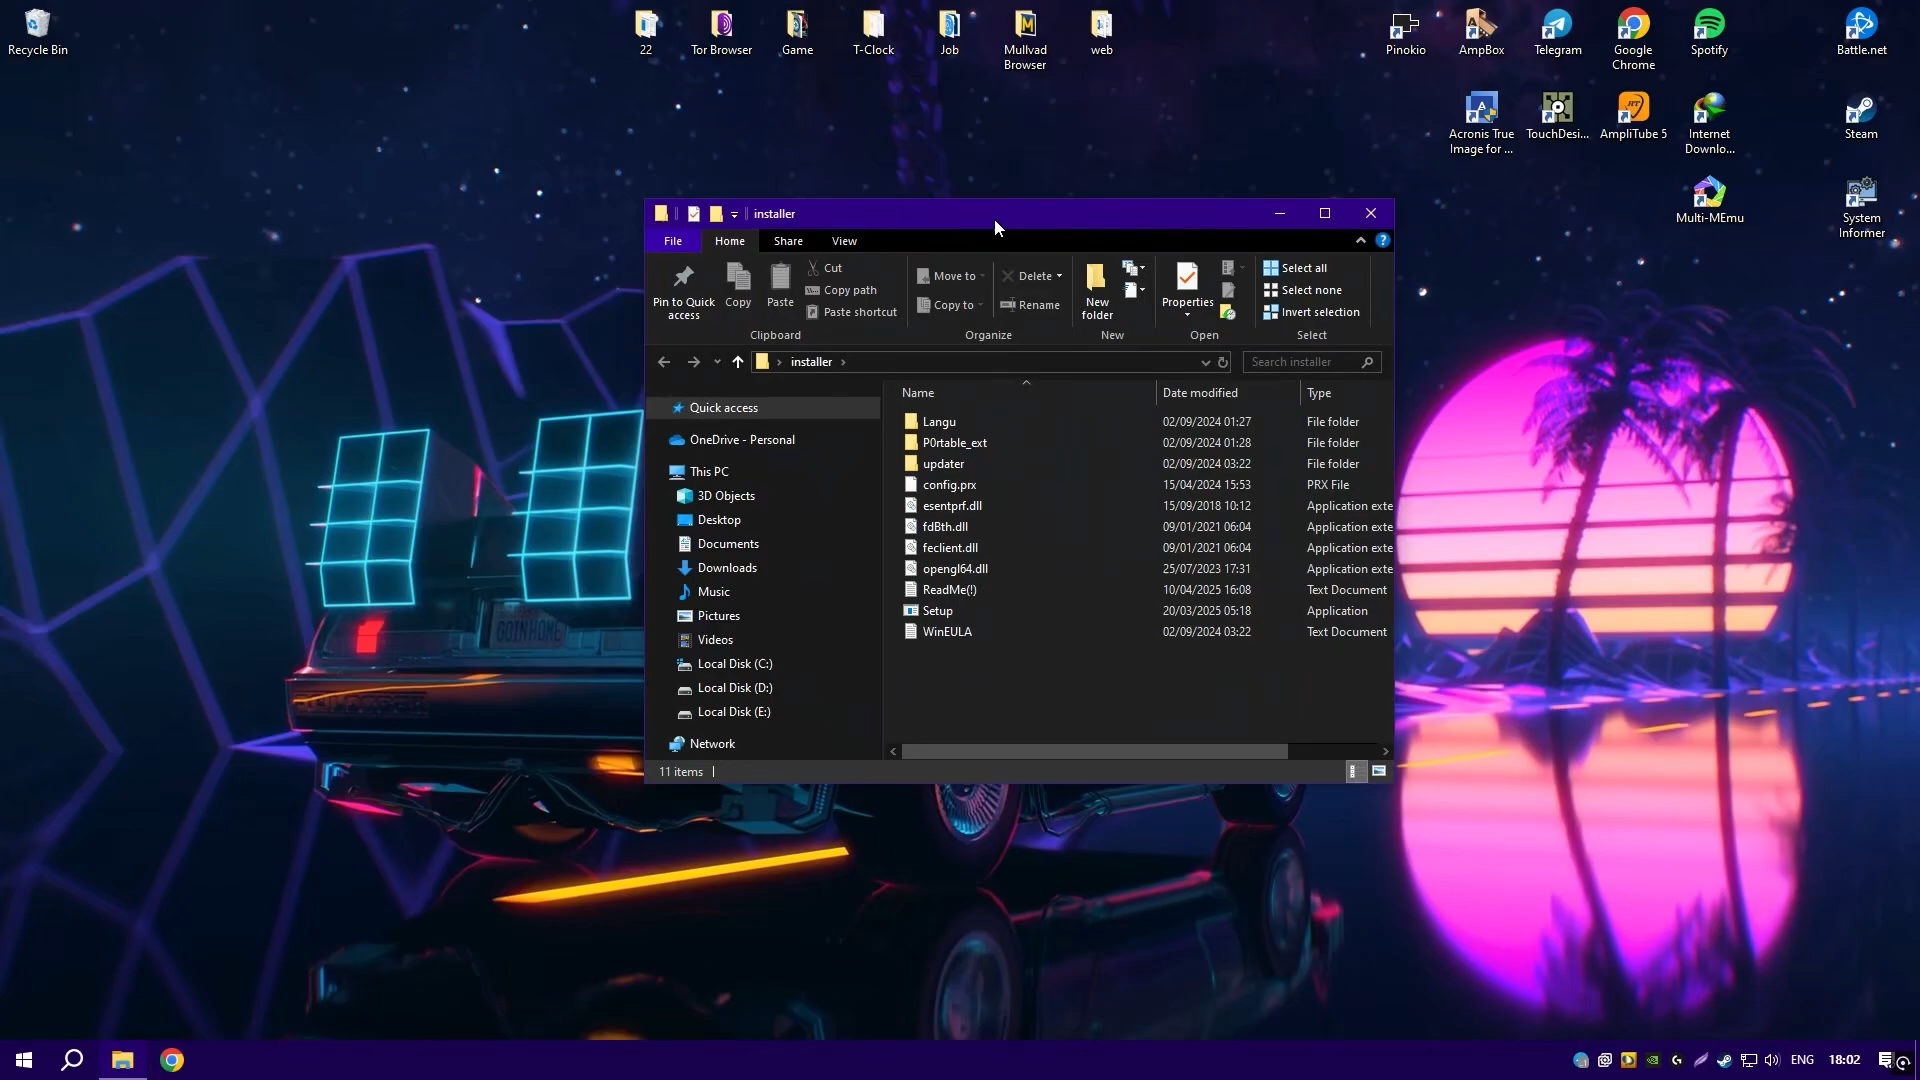 Recycle Bin
22
Tor Browser
Game
T-Clock
Job
Mullvad
Browser
web
Pinokio
AmpBox
Telegram
Google
Chrome
Spotify
Battle.net
Acronis True
Image for ...
TouchDesi...
AmpliTube 5
Internet
Downlo...
Steam
Multi-MEmu
System
Informer
installer
File
Home
Share
View
Pin to Quick
access
Copy
Paste
Cut
Copy path
Paste shortcut
Clipboard
Move to
Copy to
Delete
Rename
Organize
New
folder
New
Properties
Open
Select all
Select none
Invert selection
Select
installer
Search installer
Quick access
OneDrive - Personal
This PC
3D Objects
Desktop
Documents
Downloads
Music
Pictures
Videos
Local Disk (C:)
Local Disk (D:)
Local Disk (E:)
Network
Name Date modified Type
Langu 02/09/2024 01:27 File folder
P0rtable_ext 02/09/2024 01:28 File folder
updater 02/09/2024 03:22 File folder
config.prx 15/04/2024 15:53 PRX File
esentprf.dll 15/09/2018 10:12 Application exte
fdBth.dll 09/01/2021 06:04 Application exte
feclient.dll 09/01/2021 06:04 Application exte
opengl64.dll 25/07/2023 17:31 Application exte
ReadMe(!) 10/04/2025 16:08 Text Document
Setup 20/03/2025 05:18 Application
WinEULA 02/09/2024 03:22 Text Document
11 items
GOINHOME
ENG
18:02